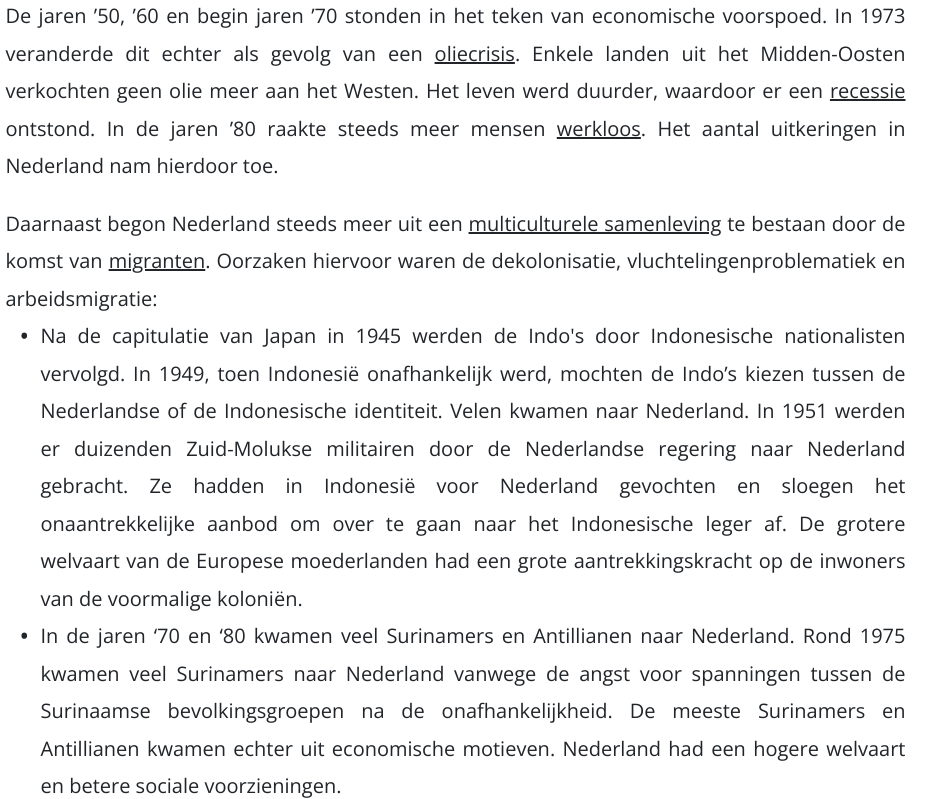 De jaren ’50, ’60 en begin jaren ’70 stonden in het teken van economische voorspoed. In 1973
veranderde dit echter als gevolg van een oliecrisis. Enkele landen uit het Midden-Oosten
verkochten geen olie meer aan het Westen. Het leven werd duurder, waardoor er een recessie
ontstond. In de jaren ’80 raakte steeds meer mensen werkloos. Het aantal uitkeringen in
Nederland nam hierdoor toe.
Daarnaast begon Nederland steeds meer uit een multiculturele samenleving te bestaan door de
komst van migranten. Oorzaken hiervoor waren de dekolonisatie, vluchtelingenproblematiek en
arbeidsmigratie:
• Na de capitulatie van Japan in 1945 werden de Indo's door Indonesische nationalisten
vervolgd. In 1949, toen Indonesië onafhankelijk werd, mochten de Indo’s kiezen tussen de
Nederlandse of de Indonesische identiteit. Velen kwamen naar Nederland. In 1951 werden
er duizenden Zuid-Molukse militairen door de Nederlandse regering naar Nederland
gebracht. Ze hadden in Indonesië voor Nederland gevochten en sloegen het
onaantrekkelijke aanbod om over te gaan naar het Indonesische leger af. De grotere
welvaart van de Europese moederlanden had een grote aantrekkingskracht op de inwoners
van de voormalige koloniën.
• In de jaren ‘70 en ‘80 kwamen veel Surinamers en Antillianen naar Nederland. Rond 1975
kwamen veel Surinamers naar Nederland vanwege de angst voor spanningen tussen de
Surinaamse bevolkingsgroepen na de onafhankelijkheid. De meeste Surinamers en
Antillianen kwamen echter uit economische motieven. Nederland had een hogere welvaart
en betere sociale voorzieningen.